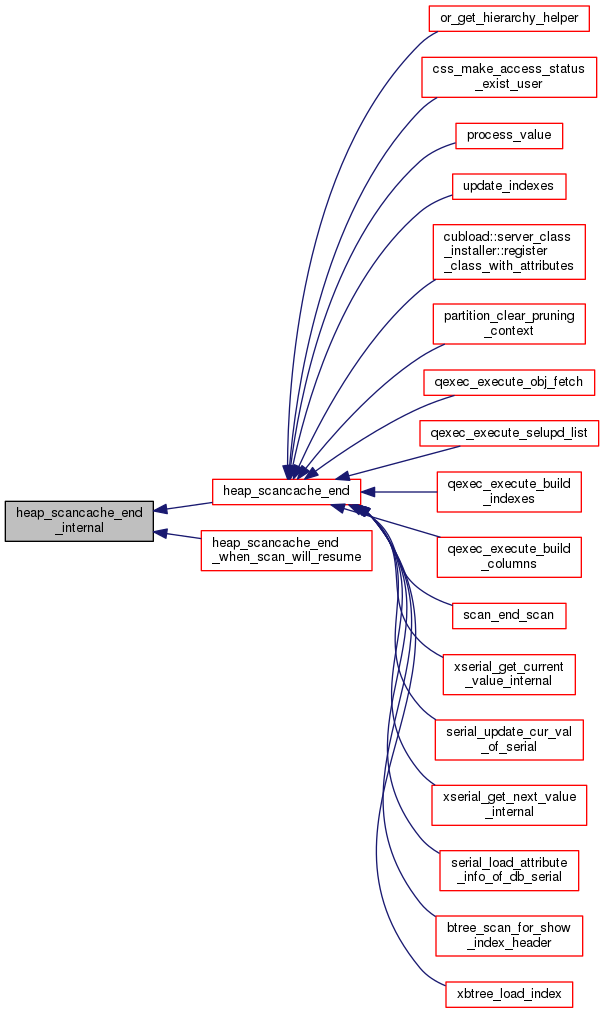 or_get_hierarchy_helper
css_make_access_status
_exist_user
process_value
update_indexes
cubload::server_class
_installer::register
_class_with_attributes
partition_clear_pruning
_context
qexec_execute_obj_fetch
qexec_execute_selupd_list
heap_scancache_end
qexec_execute_build
_indexes
heap_scancache_end
_internal
heap_scancache_end
_when_scan_will_resume
qexec_execute_build
_columns
scan_end_scan
xserial_get_current
_value_internal
serial_update_cur_val
_of_serial
xserial_get_next_value
_internal
serial_load_attribute
_info_of_db_serial
btree_scan_for_show
_index_header
xbtree_load_index